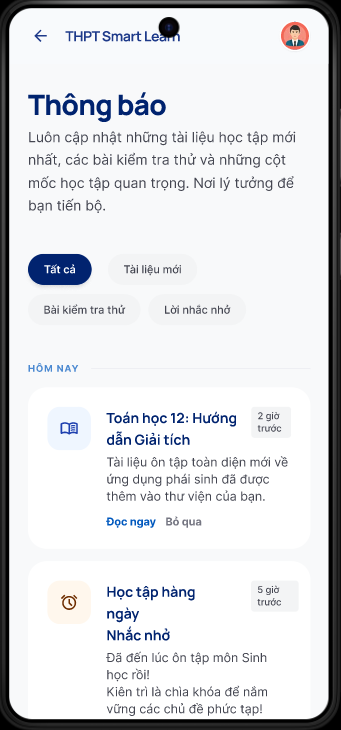 THPT Smart Learn
Thông báo
Luôn cập nhật những tài liệu học tập mới
nhất, các bài kiểm tra thử và những cột
mốc học tập quan trọng. Nơi lý tưởng để
bạn tiến bộ.
Tất cả
Tài liệu mới
Bài kiểm tra thử
Lời nhắc nhở
HÔM NAY
Toán học 12: Hướng
dẫn Giải tích
2 giờ
trước
Tài liệu ôn tập toàn diện mới về
ứng dụng phái sinh đã được
thêm vào thư viện của bạn.
Đọc ngay
Bỏ qua
Học tập hàng
ngày
Nhắc nhở
5 giờ
trước
Đã đến lúc ôn tập môn Sinh
học rồi!
Kiên trì là chìa khóa để nắm
vững các chủ đề phức tạp!